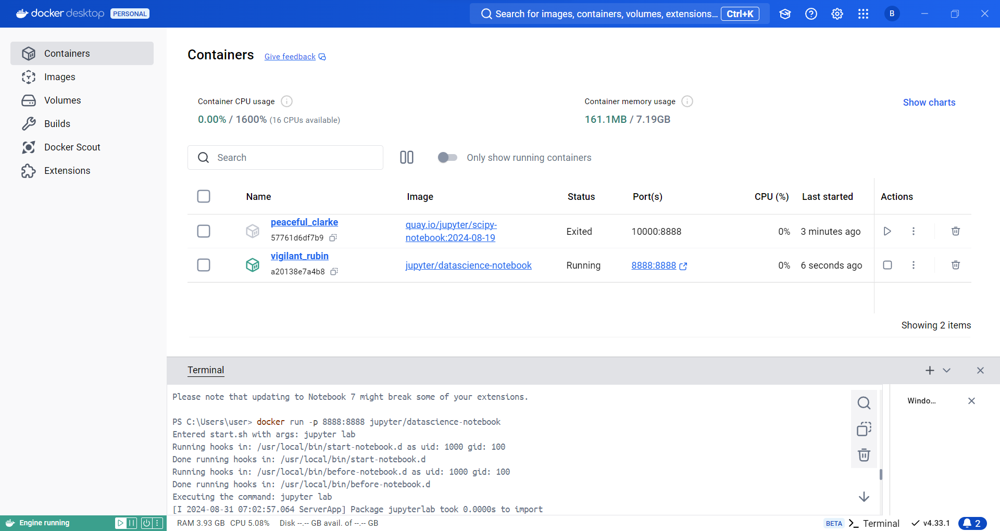 docker desktop PERSONAL
Search for images, containers, volumes, extensions... Ctrl+K
B
Containers
Images
Volumes
Builds
Docker Scout
Extensions
Containers Give feedback
Container CPU usage
0.00% / 1600% (16 CPUs available)
Container memory usage
161.1MB / 7.19GB
Show charts
Search
Only show running containers
Name Image Status Port(s) CPU (%) Last started Actions
peaceful_clarke
57761d6df7b9
quay.io/jupyter/scipy-
notebook:2024-08-19
Exited 10000:8888 0% 3 minutes ago
vigilant_rubin
a20138e7a4b8
jupyter/datascience-notebook Running 8888:8888 0% 6 seconds ago
Showing 2 items
Terminal
Please note that updating to Notebook 7 might break some of your extensions.
PS C:\Users\user> docker run -p 8888:8888 jupyter/datascience-notebook
Entered start.sh with args: jupyter lab
Running hooks in: /usr/local/bin/start-notebook.d as uid: 1000 gid: 100
Done running hooks in: /usr/local/bin/start-notebook.d
Running hooks in: /usr/local/bin/before-notebook.d as uid: 1000 gid: 100
Done running hooks in: /usr/local/bin/before-notebook.d
Executing the command: jupyter lab
[I 2024-08-31 07:02:57.064 ServerApp] Package jupyterlab took 0.0000s to import
Windo...
Engine running
RAM 3.93 GB CPU 5.08% Disk --.-- GB avail. of --.-- GB
BETA >_ Terminal v4.33.1 2